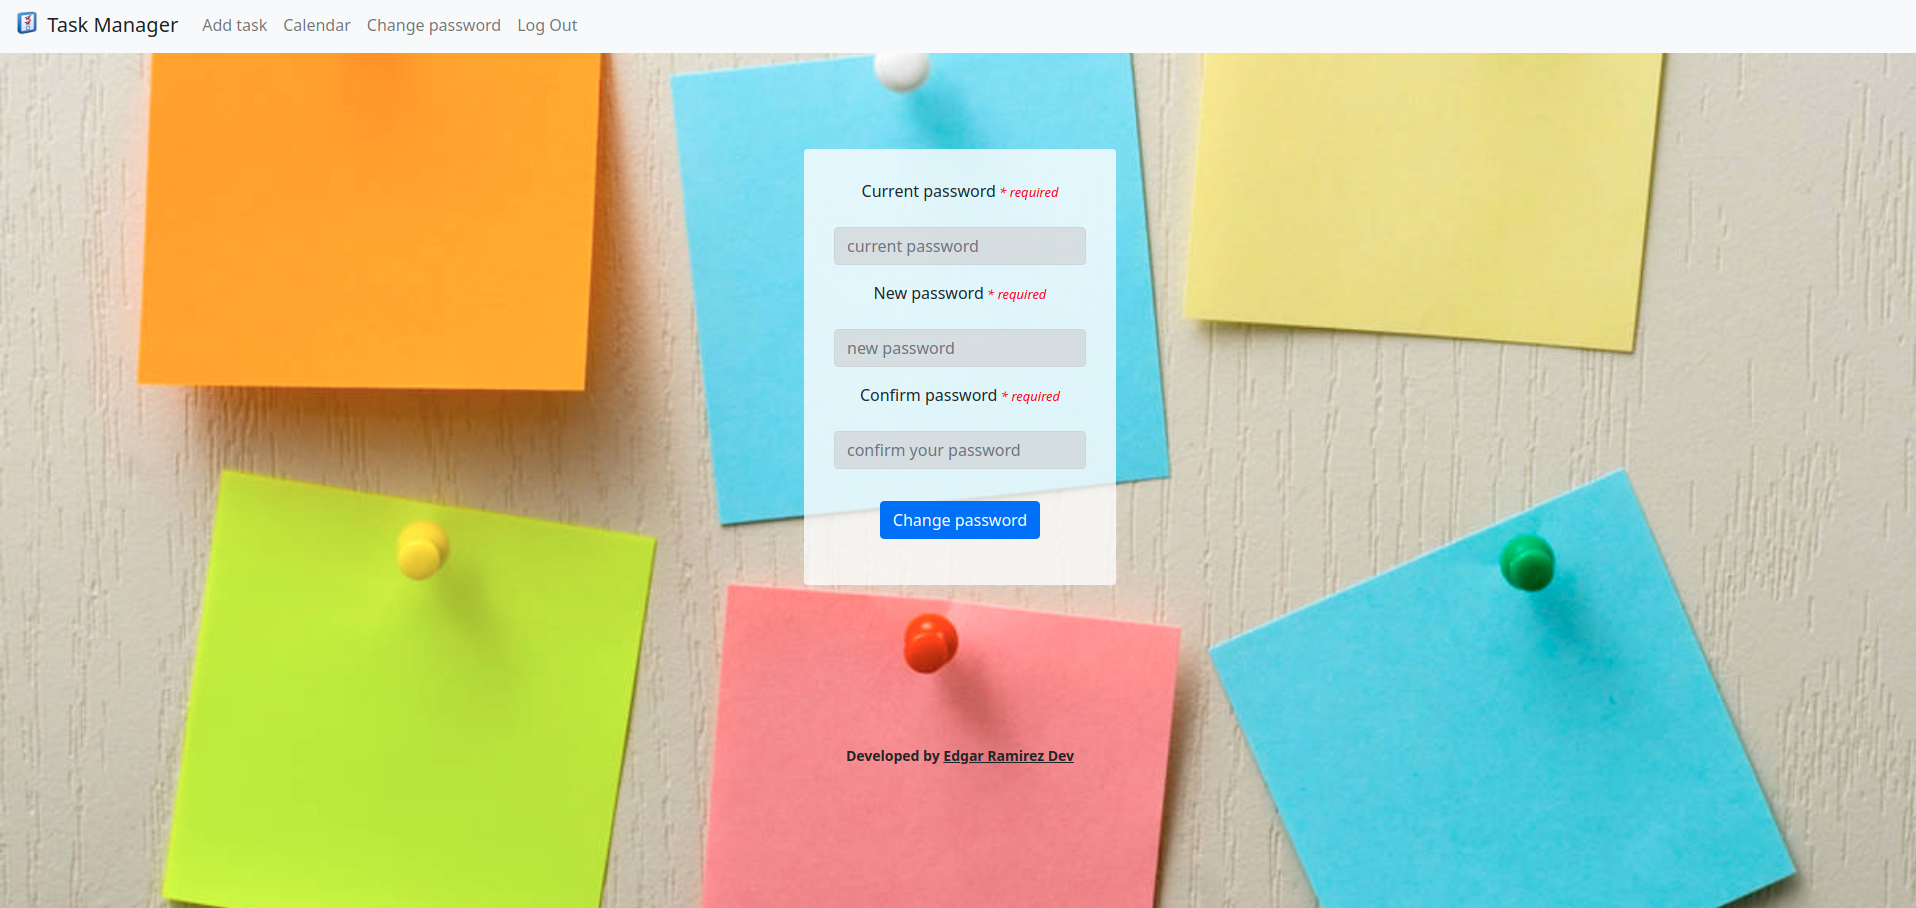 Task Manager Add task Calendar Change password Log Out
Current password * required
current password
New password * required
new password
Confirm password * required
confirm your password
Change password
Developed by Edgar Ramirez Dev